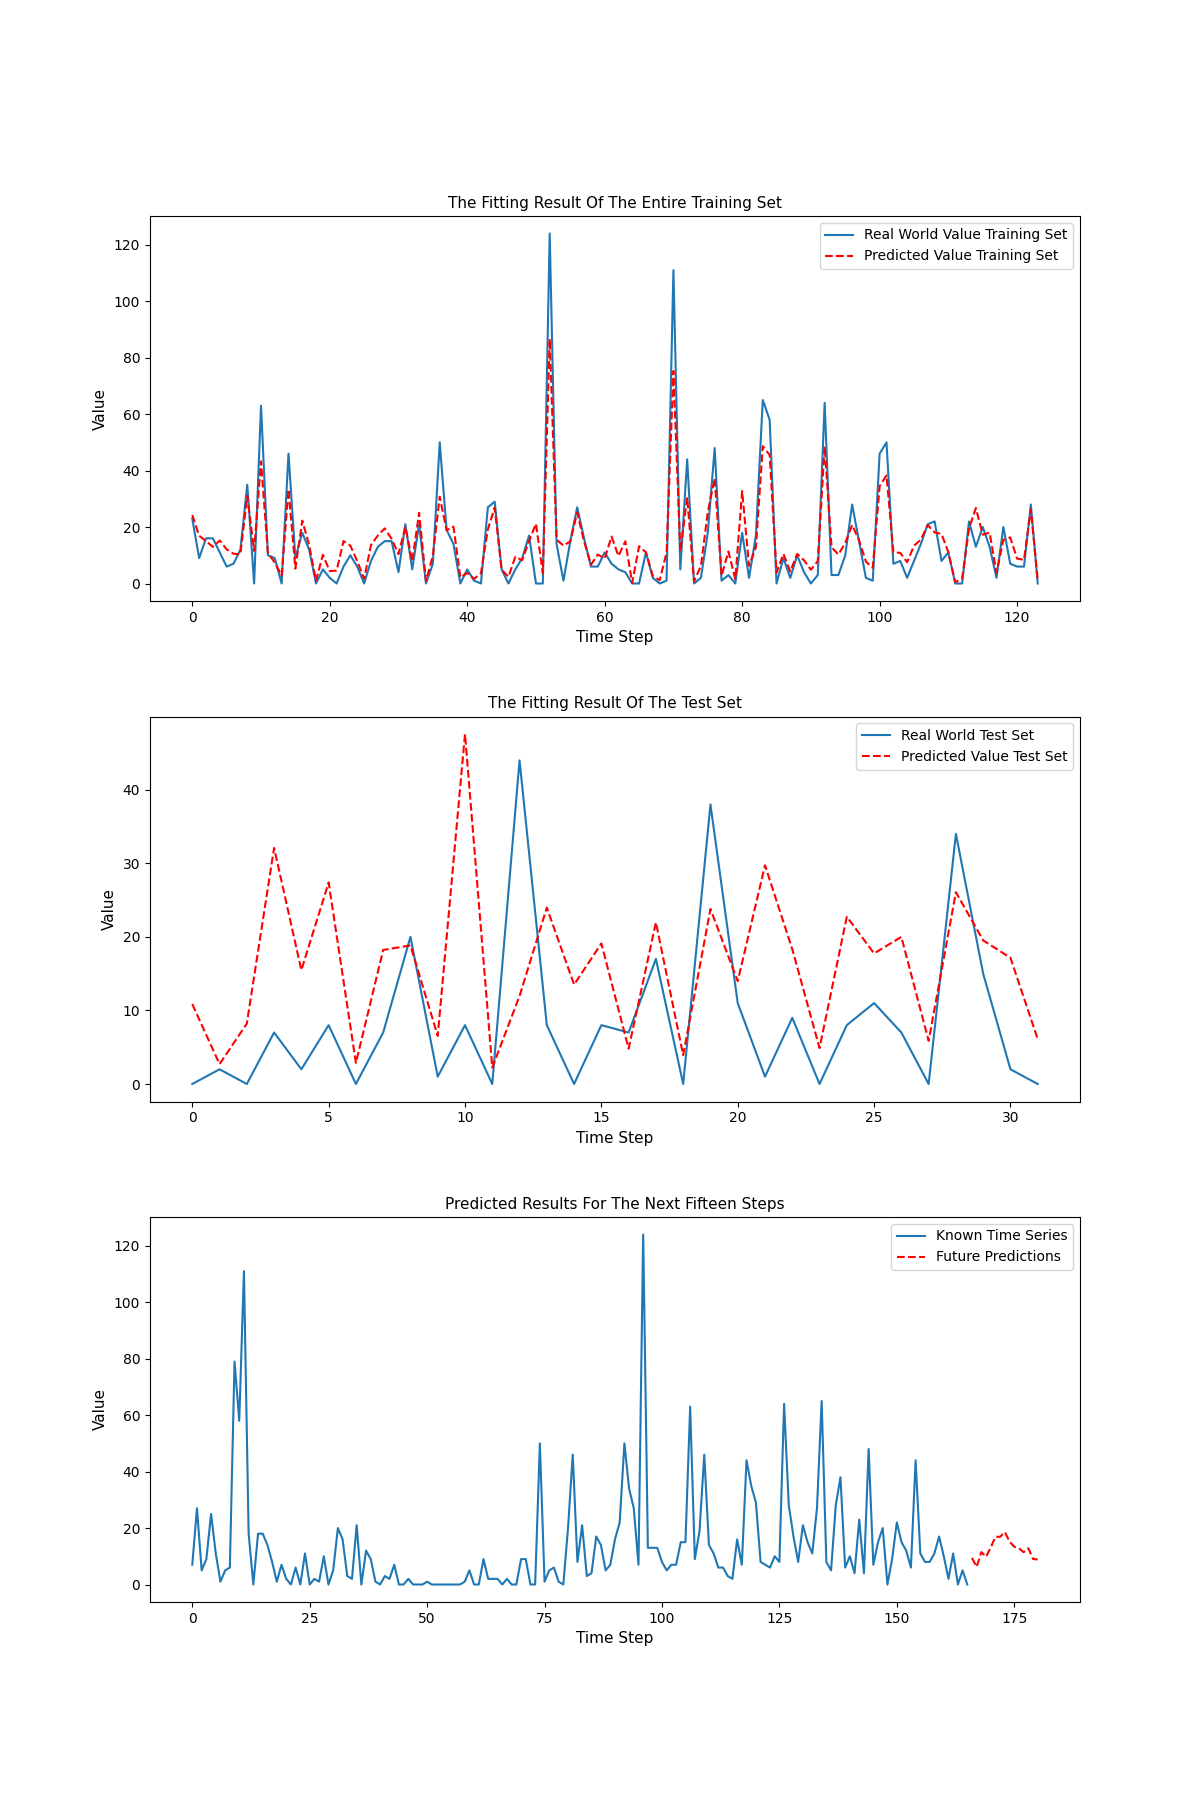 The Fitting Result Of The Entire Training Set
Real World Value Training Set
Predicted Value Training Set
Value
120
100
80
60
40
20
0
0 20 40 60 80 100 120
Time Step
The Fitting Result Of The Test Set
Real World Test Set
Predicted Value Test Set
Value
40
30
20
10
0
0 5 10 15 20 25 30
Time Step
Predicted Results For The Next Fifteen Steps
Known Time Series
Future Predictions
Value
120
100
80
60
40
20
0
0 25 50 75 100 125 150 175
Time Step